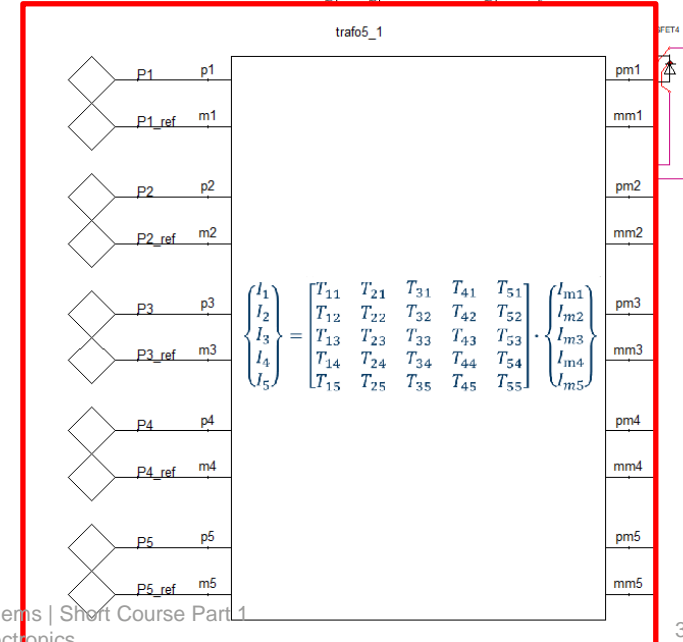 trafo5_1
FET4
P1 p1 pm1
P1_ref m1 mm1
P2 p2 pm2
P2_ref m2 mm2
P3 p3 pm3
P3_ref m3 mm3
{I₁ I₂ I₃ I₄ I₅} = [T₁₁ T₂₁ T₃₁ T₄₁ T₅₁
T₁₂ T₂₂ T₃₂ T₄₂ T₅₂
T₁₃ T₂₃ T₃₃ T₄₃ T₅₃
T₁₄ T₂₄ T₃₄ T₄₄ T₅₄
T₁₅ T₂₅ T₃₅ T₄₅ T₅₅] · {Iₘ₁ Iₘ₂ Iₘ₃ Iₘ₄ Iₘ₅}
P4 p4 pm4
P4_ref m4 mm4
P5 p5 pm5
P5_ref m5 mm5
ems | Short Course Part 1
ectronics
3